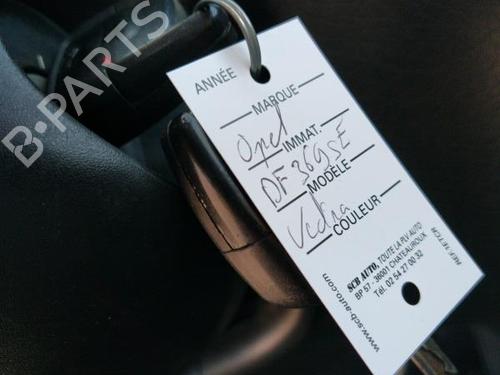 B-PARTS
ANNÉE
MARQUE
Opel
IMMAT.
DF 369 SE
MODÈLE
Vectra
COULEUR
SCB AUTO, TOUTE LA PLV AUTO
BP 57 - 36001 CHATEAUROUX
Tél. 02 54 27 00 32
www.scb-auto.com